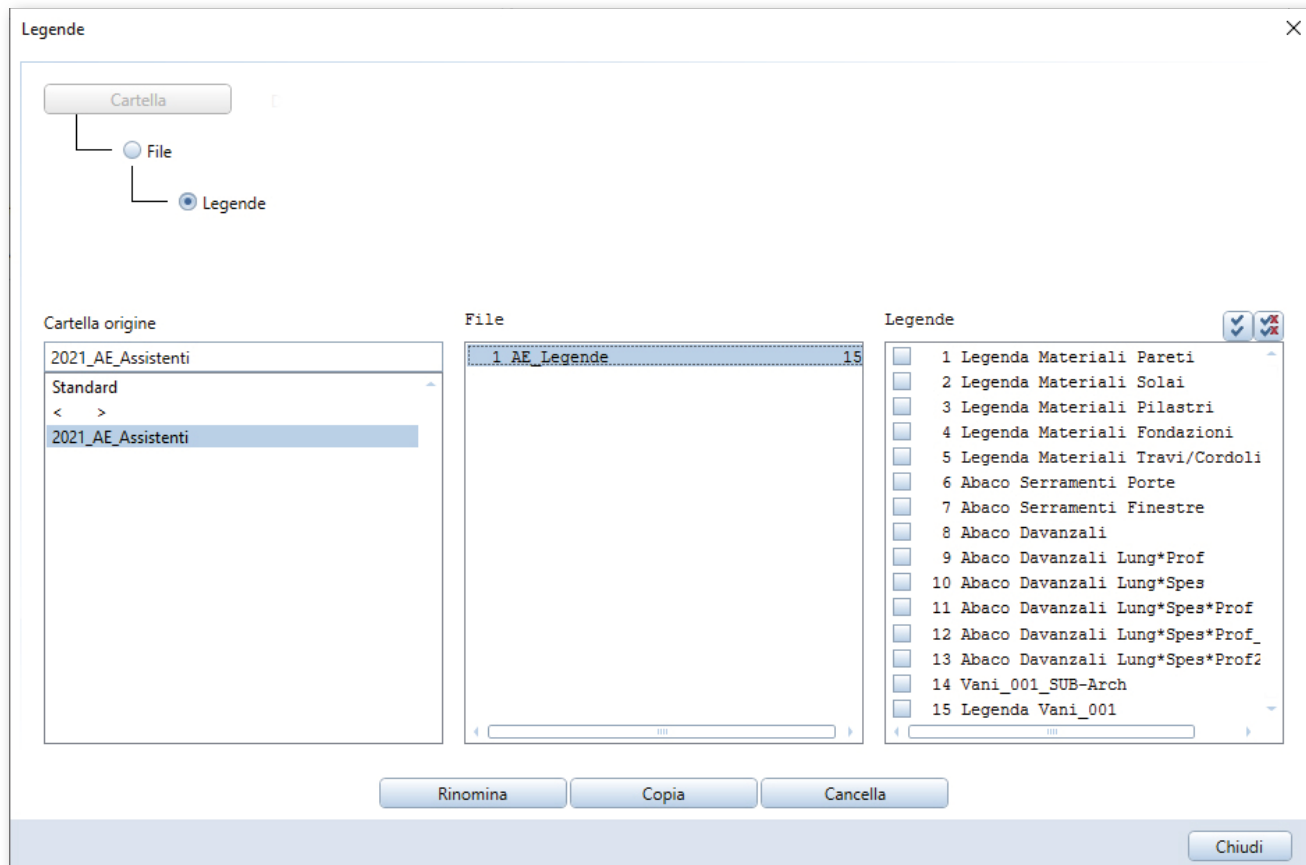 Legende
Cartella
File
Legende
Cartella origine
2021_AE_Assistenti
Standard
< >
2021_AE_Assistenti
File
1 AE_Legende 15
Legende
1 Legenda Materiali Pareti
2 Legenda Materiali Solai
3 Legenda Materiali Pilastri
4 Legenda Materiali Fondazioni
5 Legenda Materiali Travi/Cordoli
6 Abaco Serramenti Porte
7 Abaco Serramenti Finestre
8 Abaco Davanzali
9 Abaco Davanzali Lung*Prof
10 Abaco Davanzali Lung*Spes
11 Abaco Davanzali Lung*Spes*Prof
12 Abaco Davanzali Lung*Spes*Prof_
13 Abaco Davanzali Lung*Spes*Prof2
14 Vani_001_SUB-Arch
15 Legenda Vani_001
Rinomina
Copia
Cancella
Chiudi